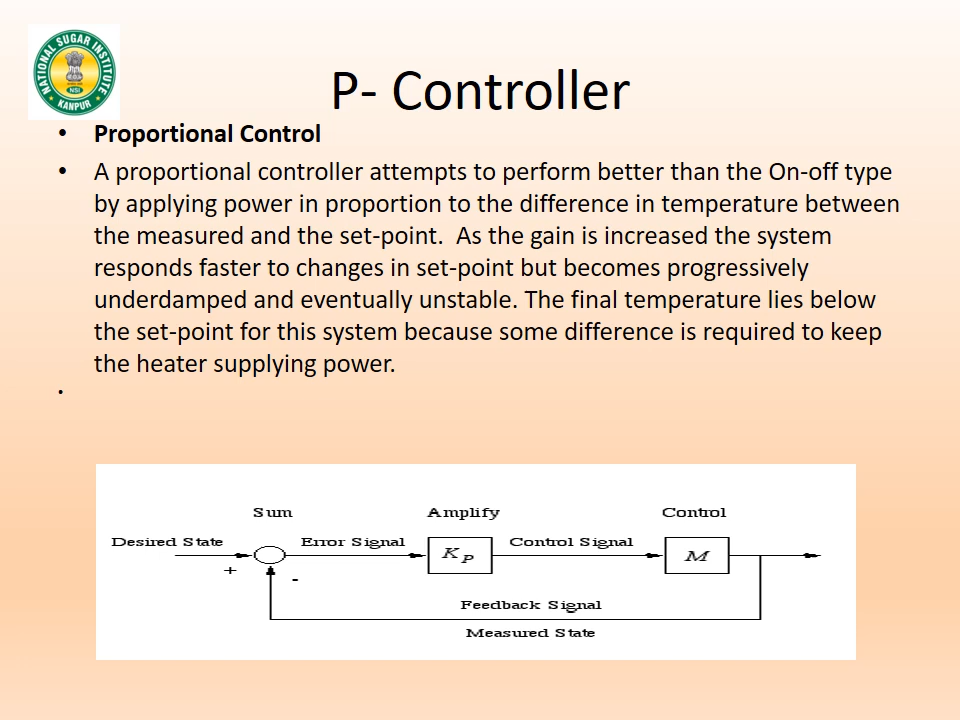 NATIONAL SUGAR INSTITUTE
NSI
KANPUR
P- Controller
• Proportional Control
• A proportional controller attempts to perform better than the On-off type
by applying power in proportion to the difference in temperature between
the measured and the set-point.  As the gain is increased the system
responds faster to changes in set-point but becomes progressively
underdamped and eventually unstable. The final temperature lies below
the set-point for this system because some difference is required to keep
the heater supplying power.
•
Sum Amplify Control
Desired State Error Signal Control Signal
K P M
+ -
Feedback Signal
Measured State